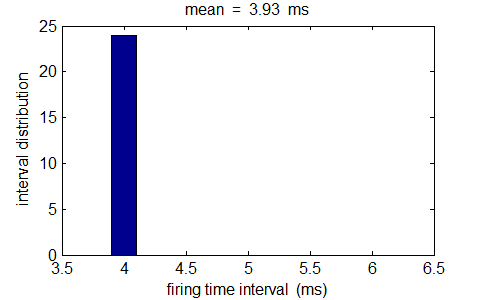 mean = 3.93 ms
25
20
15
10
5
0
interval distribution
3.5 4 4.5 5 5.5 6 6.5
firing time interval (ms)